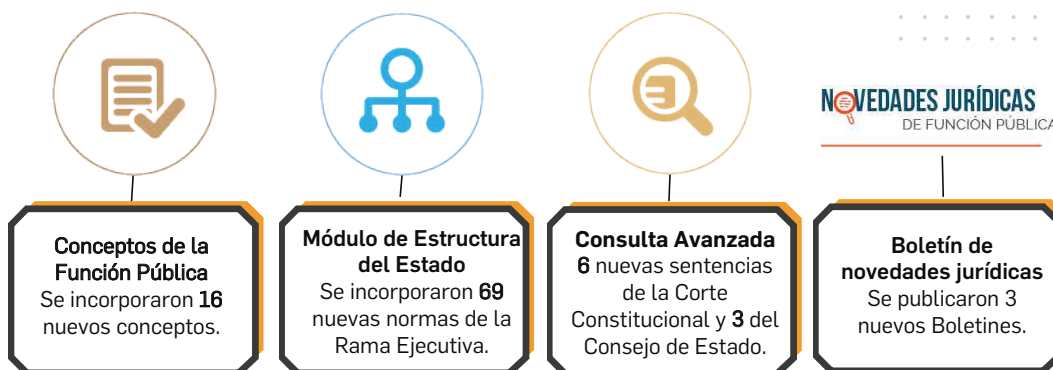 NOVEDADES JURÍDICAS
DE FUNCIÓN PÚBLICA
Conceptos de la
Función Pública
Se incorporaron 16
nuevos conceptos.
Módulo de Estructura
del Estado
Se incorporaron 69
nuevas normas de la
Rama Ejecutiva.
Consulta Avanzada
6 nuevas sentencias
de la Corte
Constitucional y 3 del
Consejo de Estado.
Boletín de
novedades jurídicas
Se publicaron 3
nuevos Boletines.